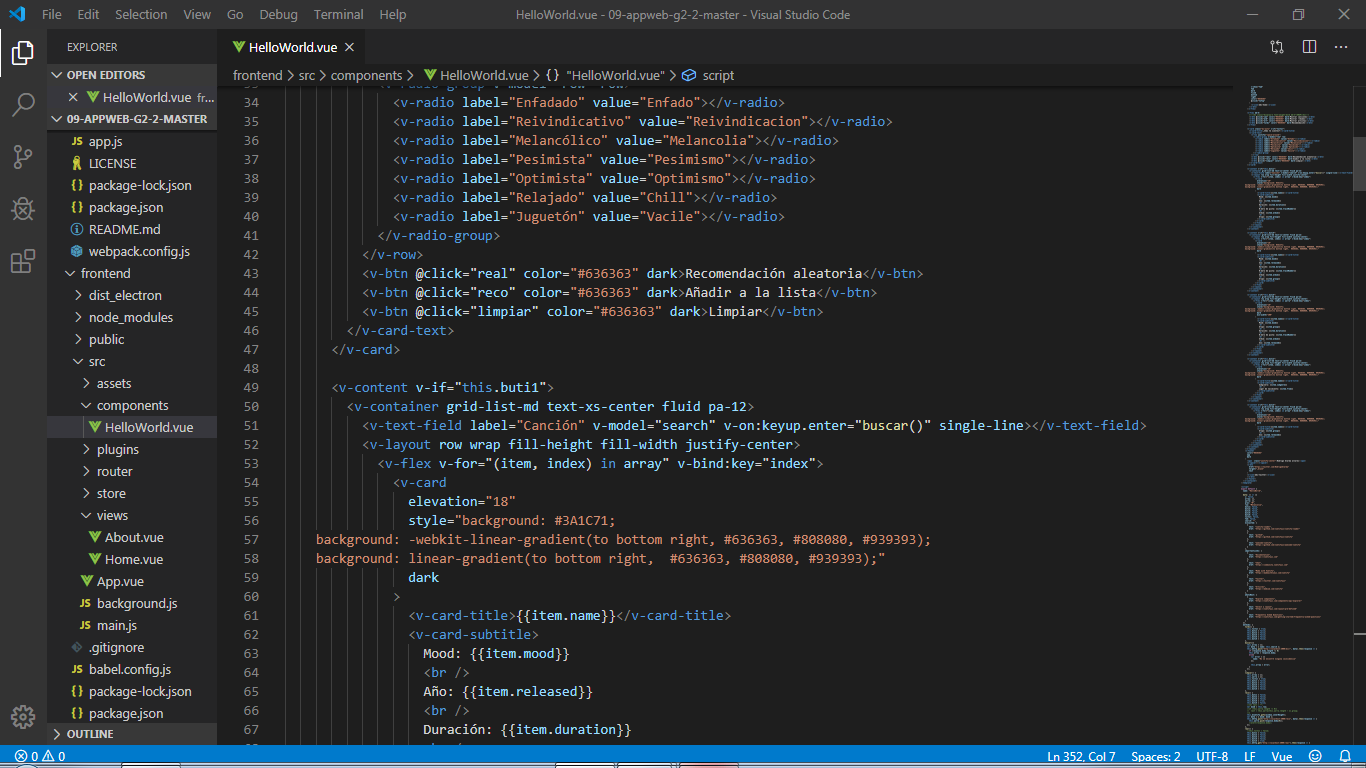 File Edit Selection View Go Debug Terminal Help
HelloWorld.vue - 09-appweb-g2-2-master - Visual Studio Code
EXPLORER
OPEN EDITORS
HelloWorld.vue fr...
09-APPWEB-G2-2-MASTER
app.js
LICENSE
package-lock.json
package.json
README.md
webpack.config.js
frontend
dist_electron
node_modules
public
src
assets
components
HelloWorld.vue
plugins
router
store
views
About.vue
Home.vue
App.vue
background.js
main.js
.gitignore
babel.config.js
package-lock.json
package.json
OUTLINE
HelloWorld.vue
frontend > src > components > HelloWorld.vue > {} "HelloWorld.vue" > script
34 <v-radio label="Enfadado" value="Enfado"></v-radio>
35 <v-radio label="Reivindicativo" value="Reivindicacion"></v-radio>
36 <v-radio label="Melancólico" value="Melancolia"></v-radio>
37 <v-radio label="Pesimista" value="Pesimismo"></v-radio>
38 <v-radio label="Optimista" value="Optimismo"></v-radio>
39 <v-radio label="Relajado" value="Chill"></v-radio>
40 <v-radio label="Juguetón" value="Vacile"></v-radio>
41 </v-radio-group>
42 </v-row>
43 <v-btn @click="real" color="#636363" dark>Recomendación aleatoria</v-btn>
44 <v-btn @click="reco" color="#636363" dark>Añadir a la lista</v-btn>
45 <v-btn @click="limpiar" color="#636363" dark>Limpiar</v-btn>
46 </v-card-text>
47 </v-card>
48
49 <v-content v-if="this.buti1">
50 <v-container grid-list-md text-xs-center fluid pa-12>
51 <v-text-field label="Canción" v-model="search" v-on:keyup.enter="buscar()" single-line></v-text-field>
52 <v-layout row wrap fill-height fill-width justify-center>
53 <v-flex v-for="(item, index) in array" v-bind:key="index">
54 <v-card
55 elevation="18"
56 style="background: #3A1C71;
57 background: -webkit-linear-gradient(to bottom right, #636363, #808080, #939393);
58 background: linear-gradient(to bottom right,  #636363, #808080, #939393);"
59 dark
60 >
61 <v-card-title>{{item.name}}</v-card-title>
62 <v-card-subtitle>
63 Mood: {{item.mood}}
64 <br />
65 Año: {{item.released}}
66 <br />
67 Duración: {{item.duration}}
0 0
Ln 352, Col 7 Spaces: 2 UTF-8 LF Vue